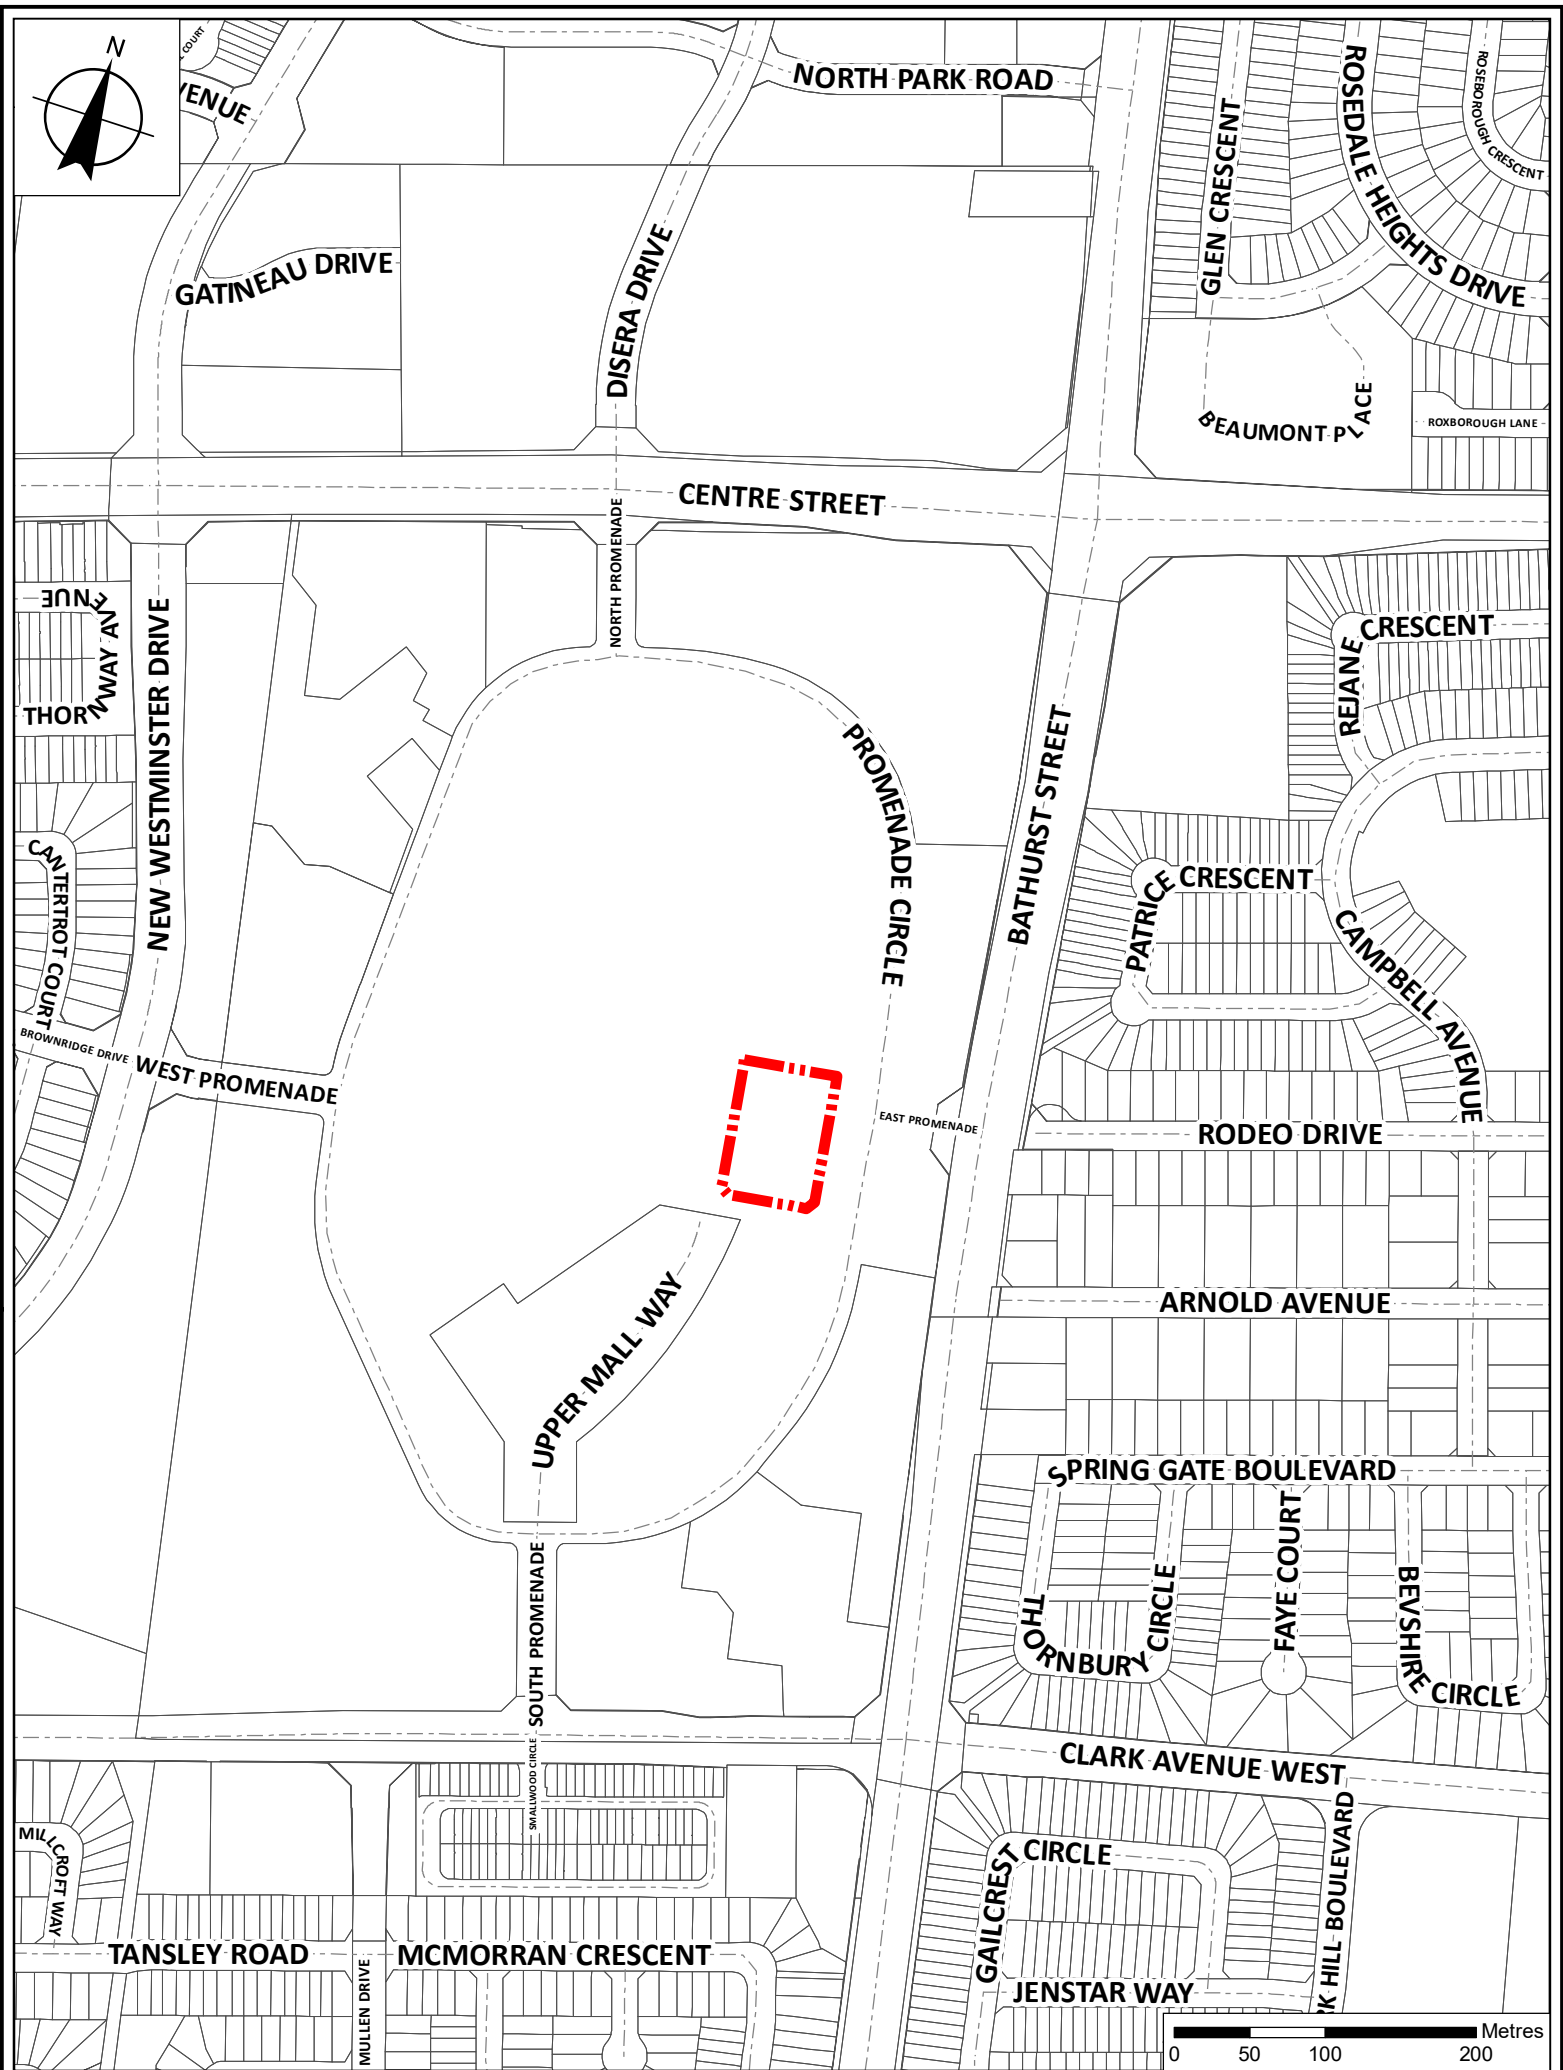 N
COURT
VENUE
NORTH PARK ROAD
GLEN CRESCENT
ROSEDALE HEIGHTS DRIVE
ROSEBOROUGH CRESCENT
GATINEAU DRIVE
DISERA DRIVE
BEAUMONT PLACE
ROXBOROUGH LANE
CENTRE STREET
NORTH PROMENADE
THORNWAY AVENUE
NEW WESTMINSTER DRIVE
REJANE CRESCENT
PROMENADE CIRCLE
BATHURST STREET
CANTERTROT COURT
PATRICE CRESCENT
CAMPBELL AVENUE
BROWNRIDGE DRIVE
WEST PROMENADE
EAST PROMENADE
RODEO DRIVE
UPPER MALL WAY
ARNOLD AVENUE
SPRING GATE BOULEVARD
SOUTH PROMENADE
THORNBURY CIRCLE
FAYE COURT
BEVSHIRE CIRCLE
SMALLWOOD CIRCLE
CLARK AVENUE WEST
MILLCROFT WAY
GAILCREST CIRCLE
RK HILL BOULEVARD
TANSLEY ROAD
MULLEN DRIVE
MCMORRAN CRESCENT
JENSTAR WAY
Metres
0 50 100 200